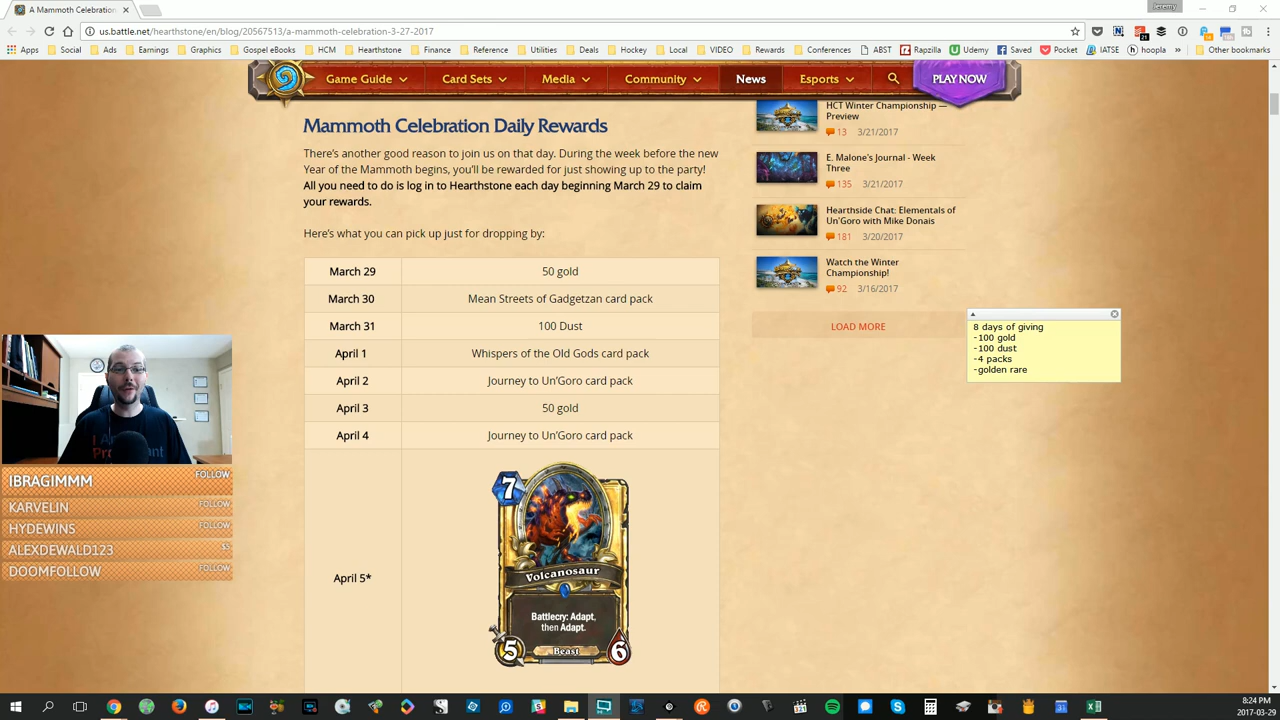 A Mammoth Celebration
Jeremy
us.battle.net/hearthstone/en/blog/20567513/a-mammoth-celebration-3-27-2017
Apps Social Ads Earnings Graphics Gospel eBooks HCM Hearthstone Finance Reference Utilities Deals Hockey Local VIDEO Rewards Conferences ABST Rapzilla Udemy Saved Pocket IATSE hoopla » Other bookmarks
Game Guide Card Sets Media Community News Esports PLAY NOW
Mammoth Celebration Daily Rewards
There's another good reason to join us on that day. During the week before the new
Year of the Mammoth begins, you'll be rewarded for just showing up to the party!
All you need to do is log in to Hearthstone each day beginning March 29 to claim
your rewards.
Here's what you can pick up just for dropping by:
March 29 50 gold
March 30 Mean Streets of Gadgetzan card pack
March 31 100 Dust
April 1 Whispers of the Old Gods card pack
April 2 Journey to Un'Goro card pack
April 3 50 gold
April 4 Journey to Un'Goro card pack
April 5*
7
Volcanosaur
Battlecry: Adapt,
then Adapt.
5 Beast 6
HCT Winter Championship —
Preview
13 3/21/2017
E. Malone's Journal - Week
Three
135 3/21/2017
Hearthside Chat: Elementals of
Un'Goro with Mike Donais
181 3/20/2017
Watch the Winter
Championship!
92 3/16/2017
LOAD MORE
8 days of giving
-100 gold
-100 dust
-4 packs
-golden rare
IBRAGIMMM FOLLOW
KARVELIN FOLLOW
HYDEWINS FOLLOW
ALEXDEWALD123
DOOMFOLLOW FOLLOW
8:24 PM
2017-03-29